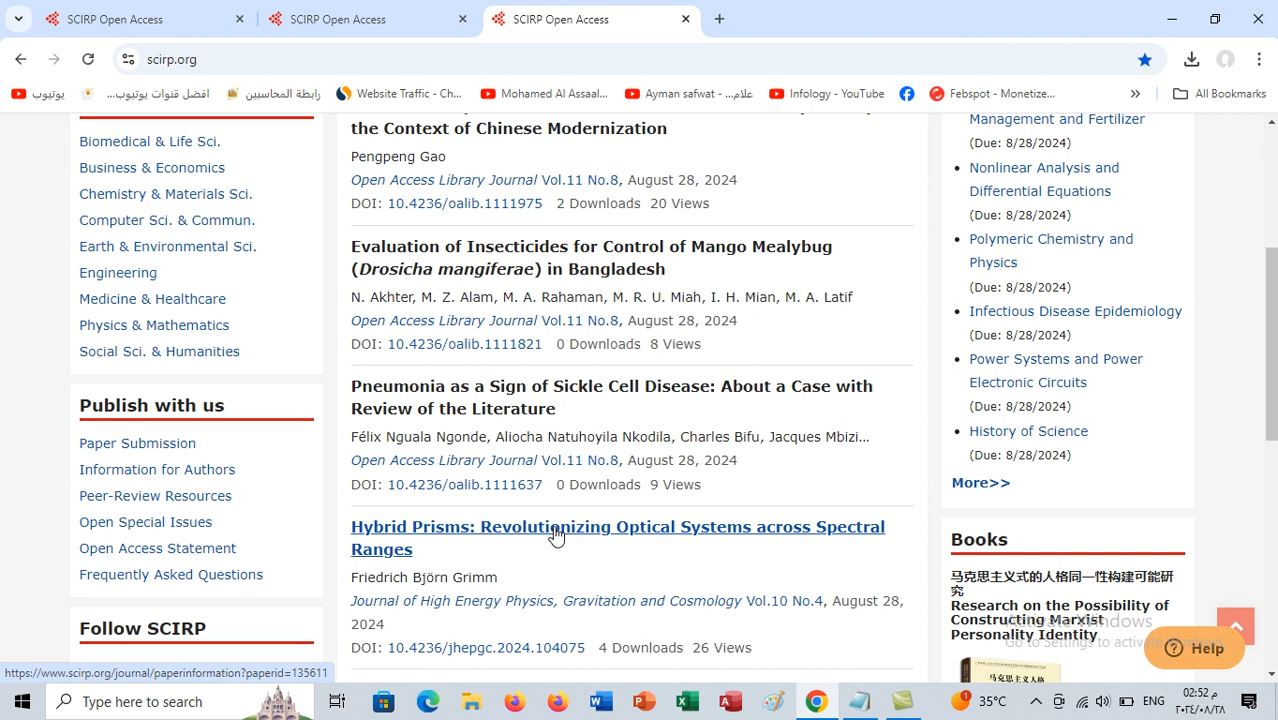 SCIRP Open Access
SCIRP Open Access
SCIRP Open Access
scirp.org
يوتيوب
افضل قنوات يوتيوب...
رابطة المحاسبين
Website Traffic - Ch...
Mohamed Al Assaal...
Ayman safwat - علام...
Infology - YouTube
Febspot - Monetize...
»
All Bookmarks
Biomedical & Life Sci.
Business & Economics
Chemistry & Materials Sci.
Computer Sci. & Commun.
Earth & Environmental Sci.
Engineering
Medicine & Healthcare
Physics & Mathematics
Social Sci. & Humanities
Publish with us
Paper Submission
Information for Authors
Peer-Review Resources
Open Special Issues
Open Access Statement
Frequently Asked Questions
Follow SCIRP
the Context of Chinese Modernization
Pengpeng Gao
Open Access Library Journal Vol.11 No.8, August 28, 2024
DOI: 10.4236/oalib.1111975 2 Downloads 20 Views
Evaluation of Insecticides for Control of Mango Mealybug
(Drosicha mangiferae) in Bangladesh
N. Akhter, M. Z. Alam, M. A. Rahaman, M. R. U. Miah, I. H. Mian, M. A. Latif
Open Access Library Journal Vol.11 No.8, August 28, 2024
DOI: 10.4236/oalib.1111821 0 Downloads 8 Views
Pneumonia as a Sign of Sickle Cell Disease: About a Case with
Review of the Literature
Félix Nguala Ngonde, Aliocha Natuhoyila Nkodila, Charles Bifu, Jacques Mbizi...
Open Access Library Journal Vol.11 No.8, August 28, 2024
DOI: 10.4236/oalib.1111637 0 Downloads 9 Views
Hybrid Prisms: Revolutionizing Optical Systems across Spectral
Ranges
Friedrich Björn Grimm
Journal of High Energy Physics, Gravitation and Cosmology Vol.10 No.4, August 28,
2024
DOI: 10.4236/jhepgc.2024.104075 4 Downloads 26 Views
Management and Fertilizer
(Due: 8/28/2024)
Nonlinear Analysis and
Differential Equations
(Due: 8/28/2024)
Polymeric Chemistry and
Physics
(Due: 8/28/2024)
Infectious Disease Epidemiology
(Due: 8/28/2024)
Power Systems and Power
Electronic Circuits
(Due: 8/28/2024)
History of Science
(Due: 8/28/2024)
More>>
Books
马克思主义式的人格同一性构建可能研
究
Research on the Possibility of
Constructing Marxist
Personality Identity
Activate Windows
Go to Settings to activate Windows.
Help
https://www.scirp.org/journal/paperinformation?paperid=135611
Type here to search
1
35°C
ENG
02:52 م
٢٠٢٤/٠٨/٢٨